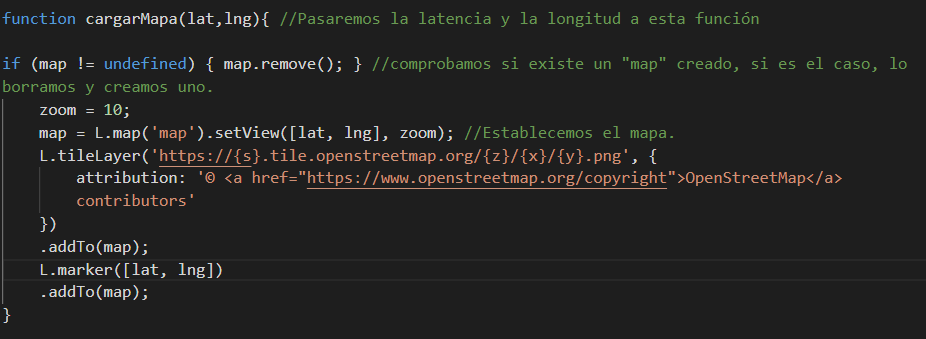 function cargarMapa(lat,lng){ //Pasaremos la latencia y la longitud a esta función
if (map != undefined) { map.remove(); } //comprobamos si existe un "map" creado, si es el caso, lo
borramos y creamos uno.
zoom = 10;
map = L.map('map').setView([lat, lng], zoom); //Establecemos el mapa.
L.tileLayer('https://{s}.tile.openstreetmap.org/{z}/{x}/{y}.png', {
attribution: '© <a href="https://www.openstreetmap.org/copyright">OpenStreetMap</a>
contributors'
})
.addTo(map);
L.marker([lat, lng])
.addTo(map);
}